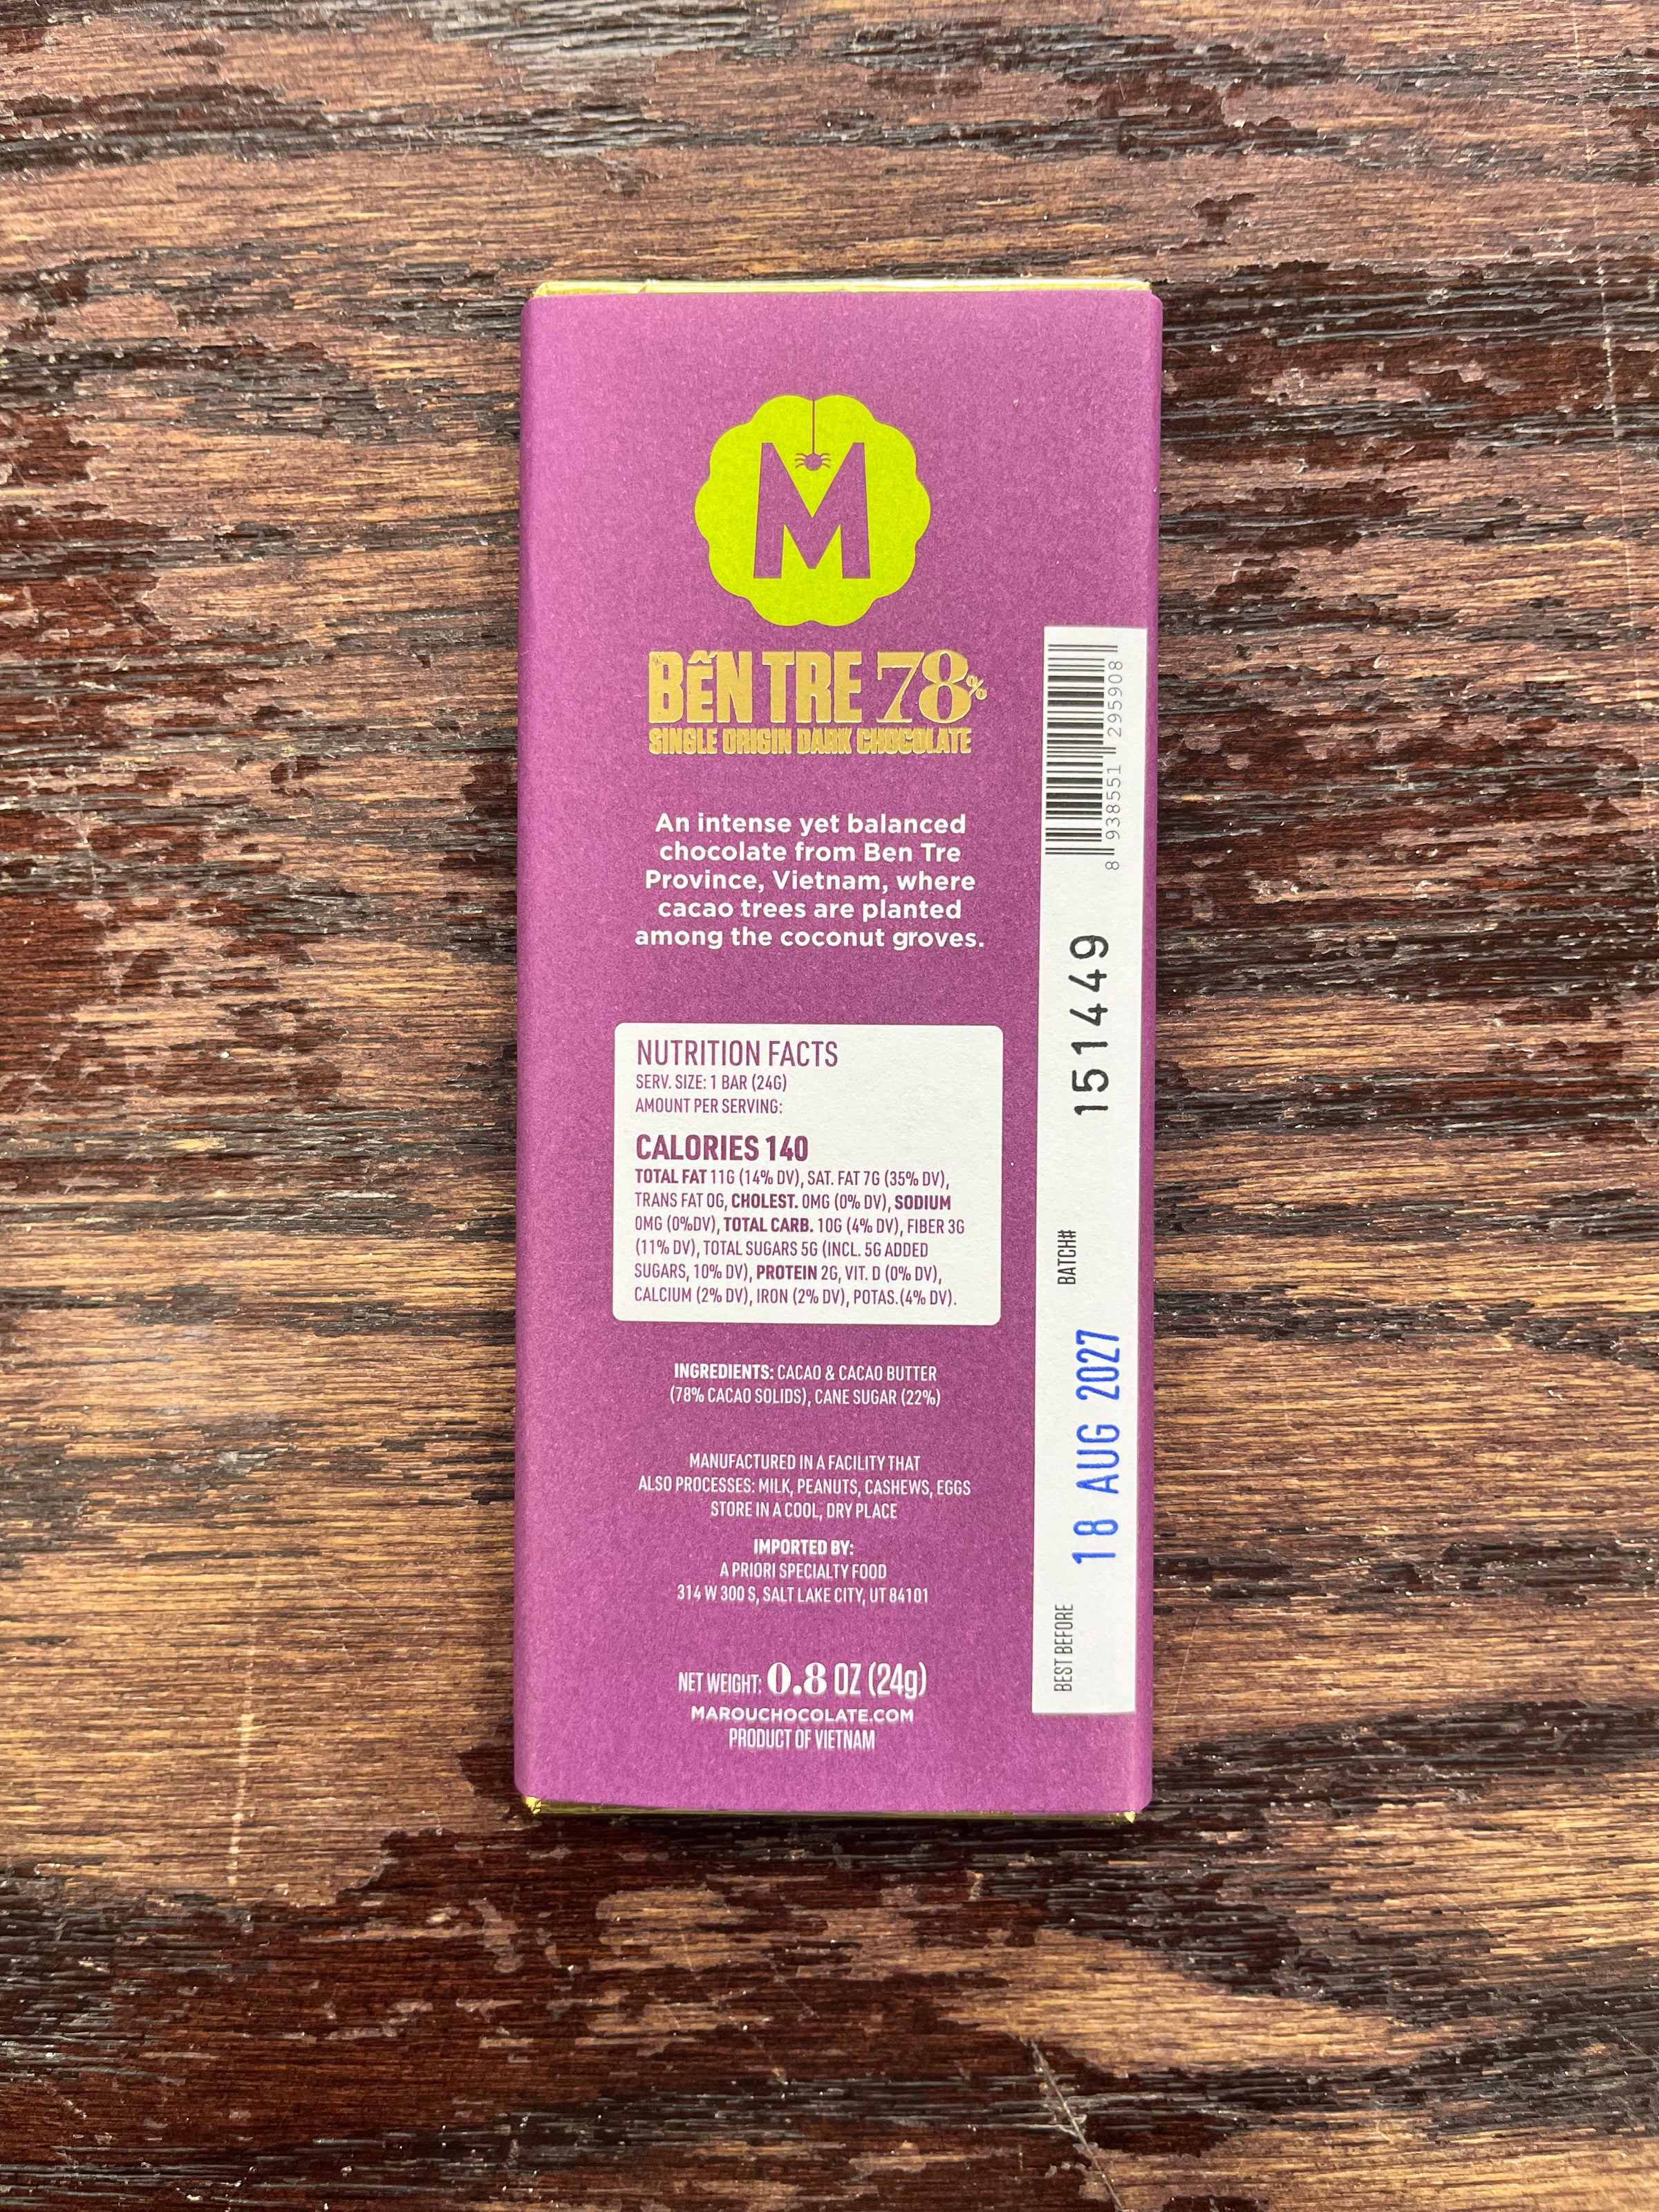 M
BẾN TRE 78%
SINGLE ORIGIN DARK CHOCOLATE
An intense yet balanced
chocolate from Ben Tre
Province, Vietnam, where
cacao trees are planted
among the coconut groves.
NUTRITION FACTS
SERV. SIZE: 1 BAR (24G)
AMOUNT PER SERVING:
CALORIES 140
TOTAL FAT 11G (14% DV), SAT. FAT 7G (35% DV),
TRANS FAT 0G, CHOLEST. 0MG (0% DV), SODIUM
0MG (0%DV), TOTAL CARB. 10G (4% DV), FIBER 3G
(11% DV), TOTAL SUGARS 5G (INCL. 5G ADDED
SUGARS, 10% DV), PROTEIN 2G, VIT. D (0% DV),
CALCIUM (2% DV), IRON (2% DV), POTAS.(4% DV).
INGREDIENTS: CACAO & CACAO BUTTER
(78% CACAO SOLIDS), CANE SUGAR (22%)
MANUFACTURED IN A FACILITY THAT
ALSO PROCESSES: MILK, PEANUTS, CASHEWS, EGGS
STORE IN A COOL, DRY PLACE
IMPORTED BY:
A PRIORI SPECIALTY FOOD
314 W 300 S, SALT LAKE CITY, UT 84101
NET WEIGHT: 0.8 OZ (24g)
MAROUCHOCOLATE.COM
PRODUCT OF VIETNAM
BEST BEFORE 18 AUG 2027
BATCH# 151449
8 938551 295908